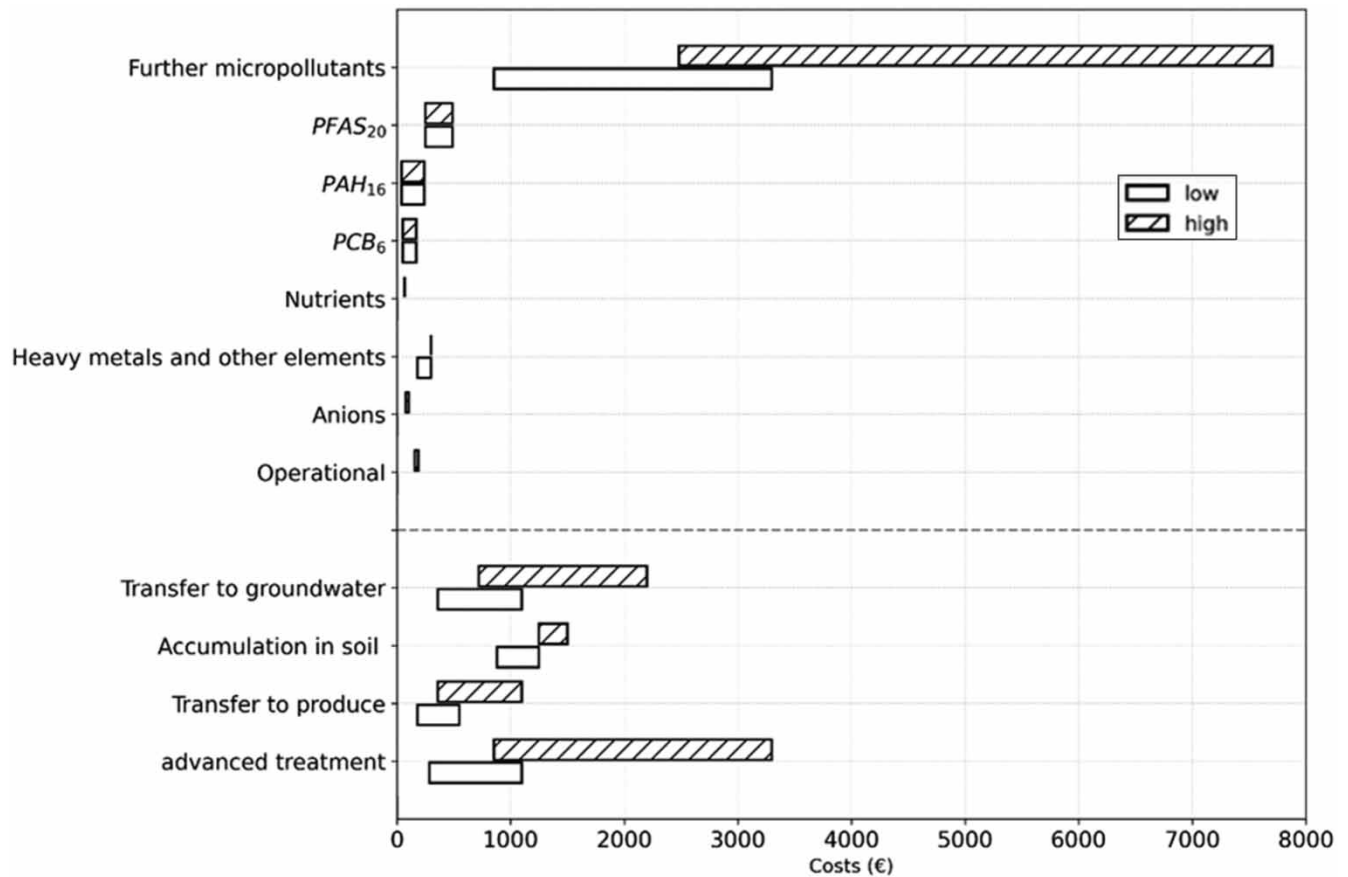 Further micropollutants
PFAS₂₀
PAH₁₆
PCB₆
Nutrients
Heavy metals and other elements
Anions
Operational
Transfer to groundwater
Accumulation in soil
Transfer to produce
advanced treatment
low
high
0 1000 2000 3000 4000 5000 6000 7000 8000
Costs (€)